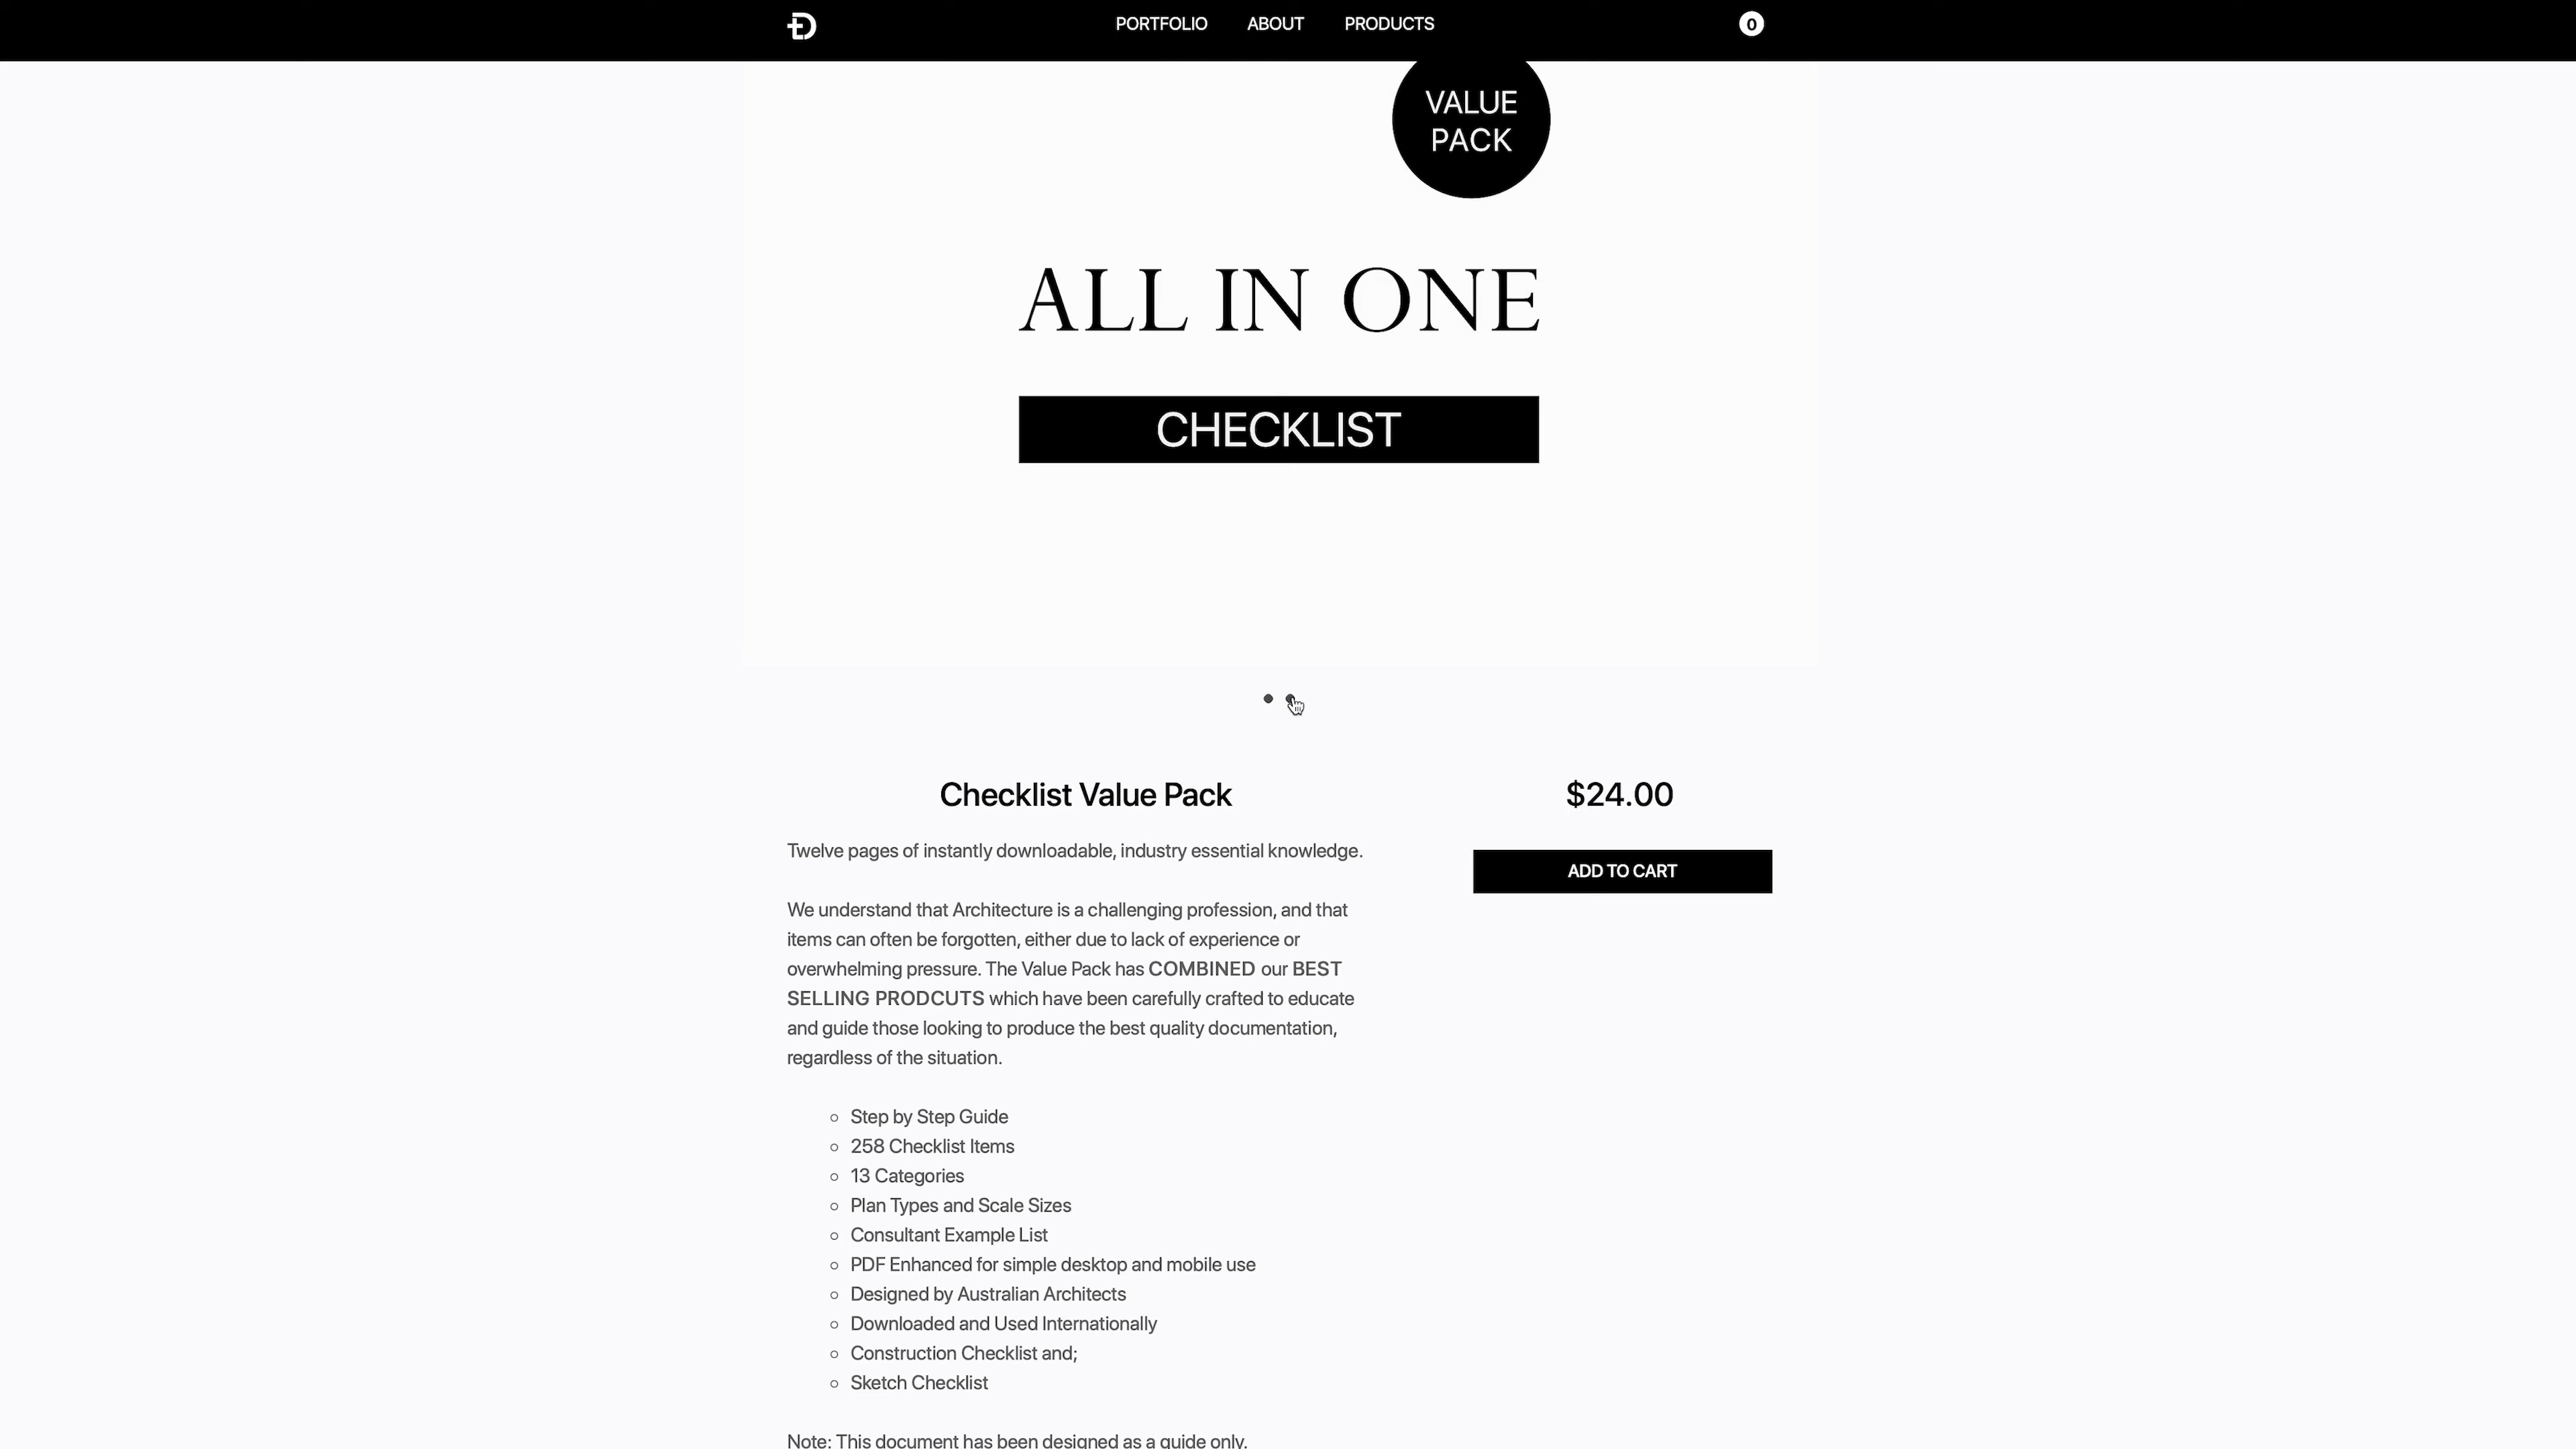 PORTFOLIO ABOUT PRODUCTS 0
VALUE
PACK
ALL IN ONE
CHECKLIST
Checklist Value Pack
$24.00
Twelve pages of instantly downloadable, industry essential knowledge.
ADD TO CART
We understand that Architecture is a challenging profession, and that
items can often be forgotten, either due to lack of experience or
overwhelming pressure. The Value Pack has COMBINED our BEST
SELLING PRODCUTS which have been carefully crafted to educate
and guide those looking to produce the best quality documentation,
regardless of the situation.
Step by Step Guide
258 Checklist Items
13 Categories
Plan Types and Scale Sizes
Consultant Example List
PDF Enhanced for simple desktop and mobile use
Designed by Australian Architects
Downloaded and Used Internationally
Construction Checklist and;
Sketch Checklist
Note: This document has been designed as a guide only.